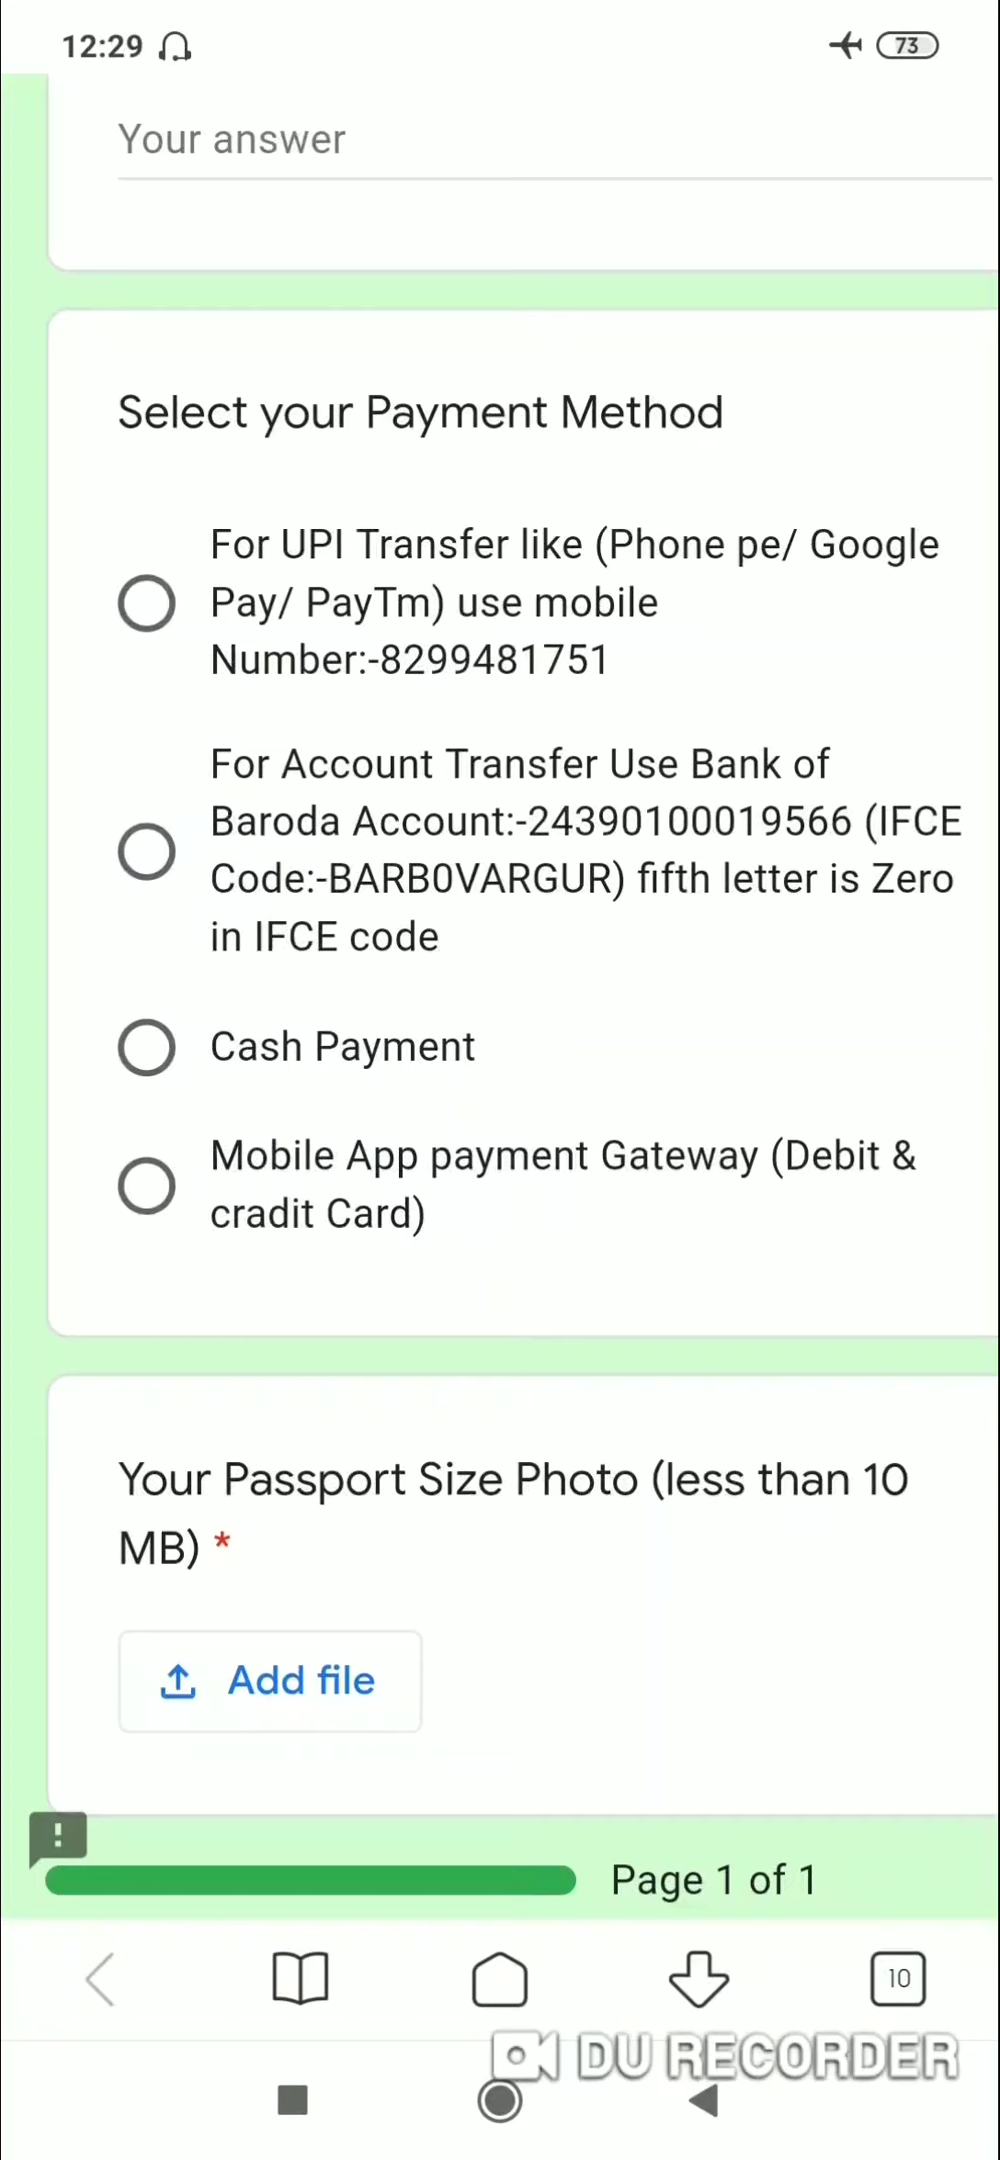 12:29
73
Your answer
Select your Payment Method
For UPI Transfer like (Phone pe/ Google
Pay/ PayTm) use mobile
Number:-8299481751
For Account Transfer Use Bank of
Baroda Account:-24390100019566 (IFCE
Code:-BARB0VARGUR) fifth letter is Zero
in IFCE code
Cash Payment
Mobile App payment Gateway (Debit &
cradit Card)
Your Passport Size Photo (less than 10
MB) *
Add file
!
Page 1 of 1
10
DU RECORDER